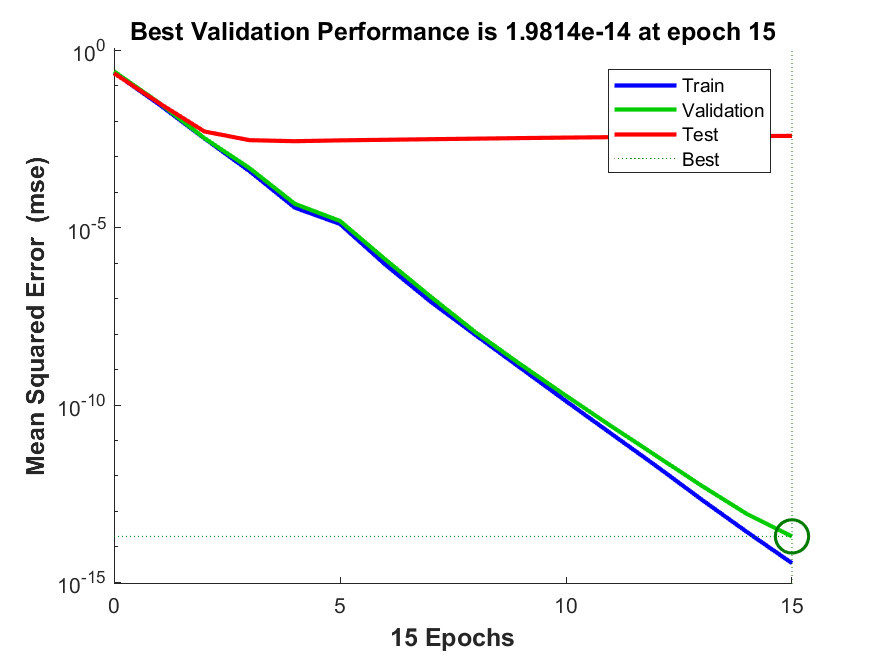 Best Validation Performance is 1.9814e-14 at epoch 15
10^0
10^-5
10^-10
10^-15
Mean Squared Error  (mse)
Train
Validation
Test
Best
0
5
10
15
15 Epochs